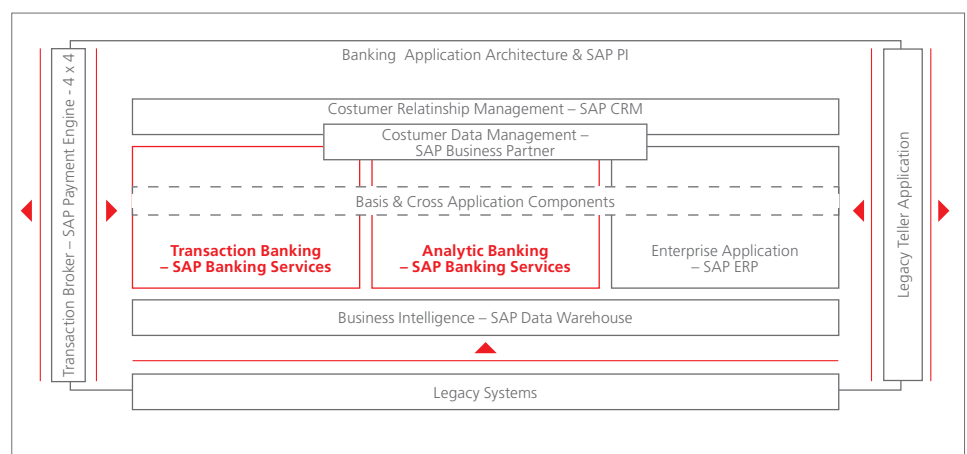 Banking Application Architecture & SAP PI
Transaction Broker – SAP Payment Engine - 4 x 4
Costumer Relatinship Management – SAP CRM
Costumer Data Management –
SAP Business Partner
Basis & Cross Application Components
Transaction Banking
– SAP Banking Services
Analytic Banking
– SAP Banking Services
Enterprise Application
– SAP ERP
Business Intelligence – SAP Data Warehouse
Legacy Systems
Legacy Teller Application